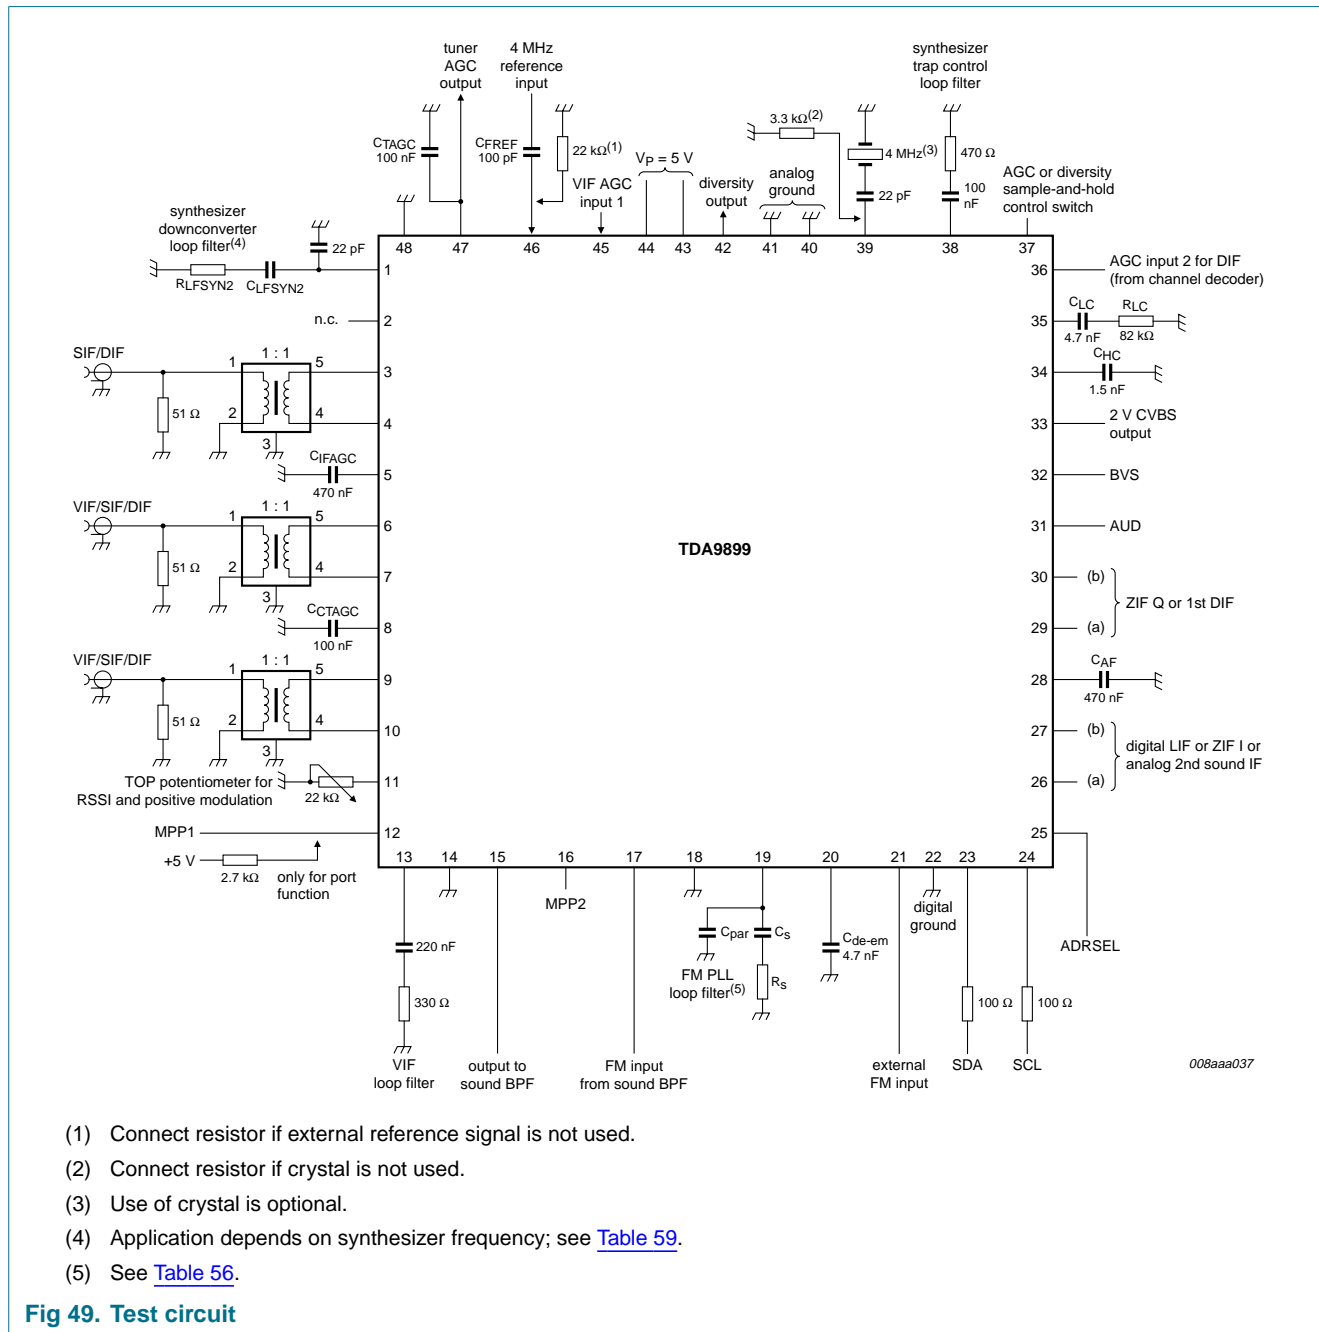 tuner
AGC
output
4 MHz
reference
input
synthesizer
trap control
loop filter
CTAGC
100 nF
CFREF
100 pF
22 kΩ(1)
VP = 5 V
VIF AGC
input 1
diversity
output
analog
ground
3.3 kΩ(2)
4 MHz(3)
22 pF
470 Ω
100
nF
AGC or diversity
sample-and-hold
control switch
synthesizer
downconverter
loop filter(4)
22 pF
RLFSYN2
CLFSYN2
48 47 46 45 44 43 42 41 40 39 38 37
1
36
AGC input 2 for DIF
(from channel decoder)
n.c.
2
35
CLC
4.7 nF
RLC
82 kΩ
SIF/DIF
51 Ω
1 : 1
1 5
2 4
3
3
34
CHC
1.5 nF
4
33
2 V CVBS
output
CIFAGC
470 nF
5
32
BVS
VIF/SIF/DIF
51 Ω
1 : 1
1 5
2 4
3
6
31
AUD
TDA9899
7
30
(b)
ZIF Q or 1st DIF
CCTAGC
100 nF
8
29
(a)
VIF/SIF/DIF
51 Ω
1 : 1
1 5
2 4
3
9
28
CAF
470 nF
10
27
(b)
digital LIF or ZIF I or
analog 2nd sound IF
TOP potentiometer for
RSSI and positive modulation
22 kΩ
11
26
(a)
MPP1
12
25
+5 V
2.7 kΩ
only for port
function
13 14 15 16 17 18 19 20 21 22 23 24
MPP2
digital
ground
ADRSEL
220 nF
330 Ω
VIF
loop filter
output to
sound BPF
FM input
from sound BPF
Cpar
Cs
Rs
FM PLL
loop filter(5)
Cde-em
4.7 nF
external
FM input
100 Ω
SDA
100 Ω
SCL
008aaa037
(1) Connect resistor if external reference signal is not used.
(2) Connect resistor if crystal is not used.
(3) Use of crystal is optional.
(4) Application depends on synthesizer frequency; see Table 59.
(5) See Table 56.
Fig 49. Test circuit